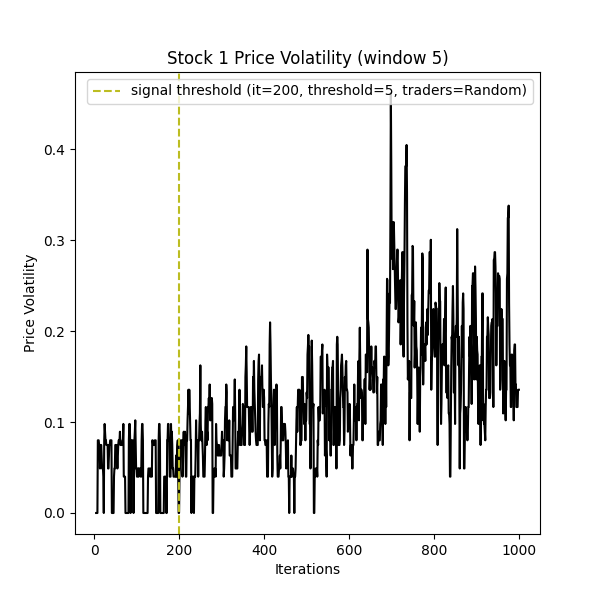 Stock 1 Price Volatility (window 5)
signal threshold (it=200, threshold=5, traders=Random)
Price Volatility
0.4
0.3
0.2
0.1
0.0
0 200 400 600 800 1000
Iterations